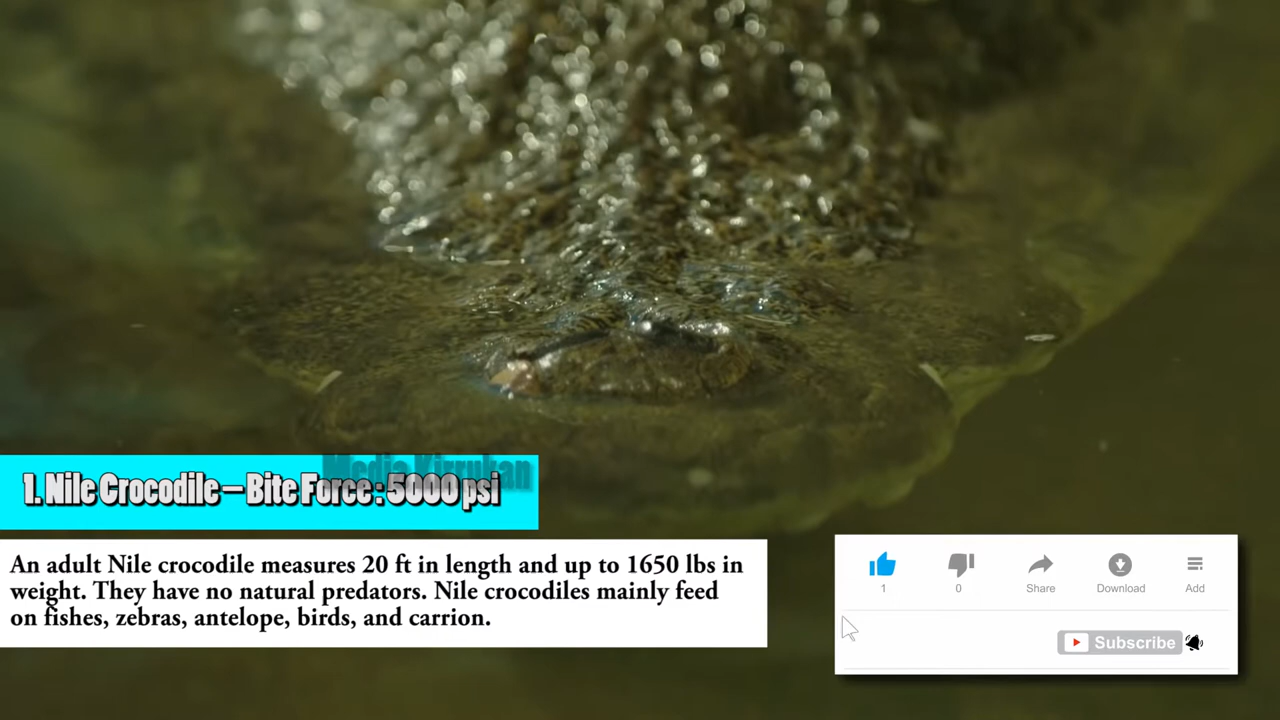 Media Kirruhan
1. Nile Crocodile – Bite Force : 5000 psi
An adult Nile crocodile measures 20 ft in length and up to 1650 lbs in
weight. They have no natural predators. Nile crocodiles mainly feed
on fishes, zebras, antelope, birds, and carrion.
1
0
Share
Download
Add
Subscribe